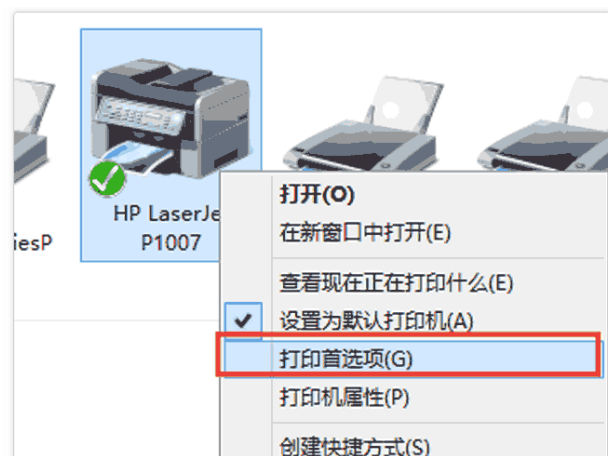 iesP
HP LaserJe
P1007
打开(O)
在新窗口中打开(E)
查看现在正在打印什么(E)
设置为默认打印机(A)
打印首选项(G)
打印机属性(P)
创建快捷方式(S)